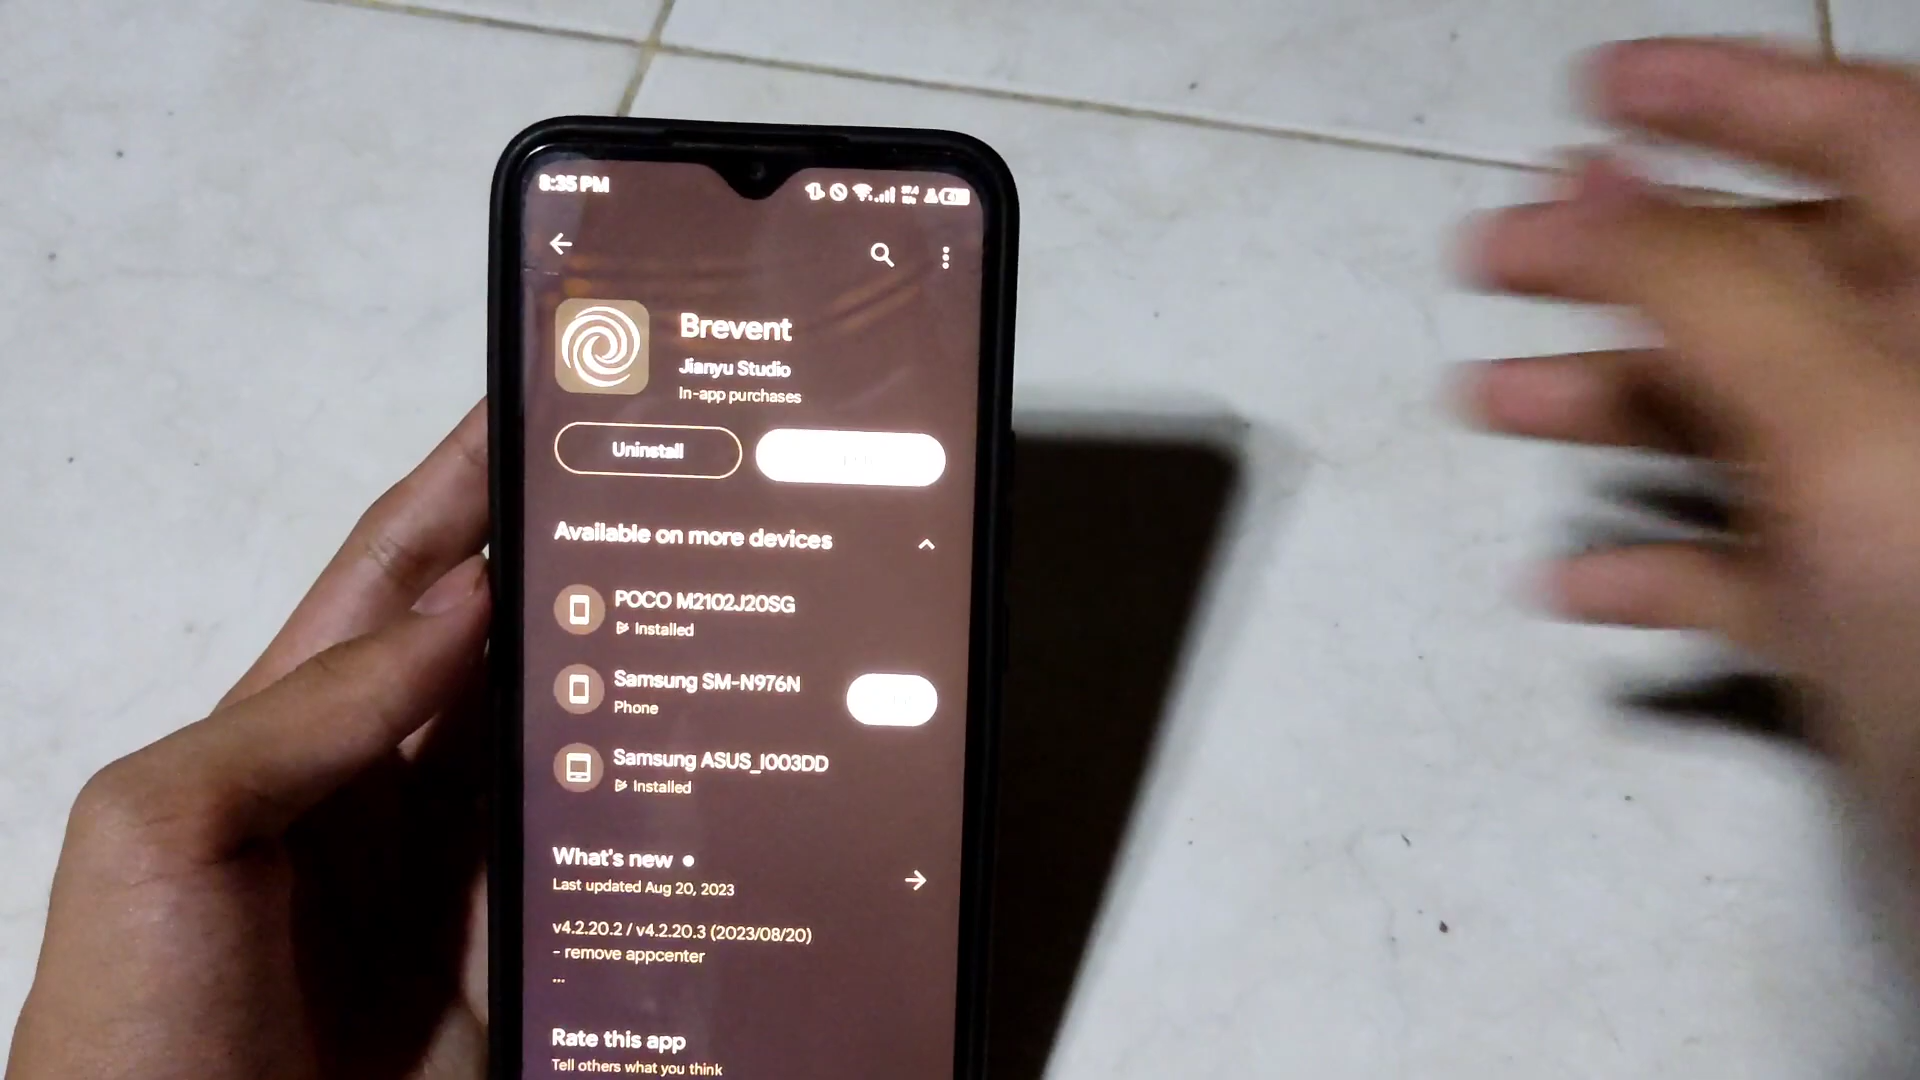 8:35 PM
Brevent
Jianyu Studio
In-app purchases
Uninstall
Available on more devices
POCO M2102J20SG
Installed
Samsung SM-N976N
Phone
Samsung ASUS_I003DD
Installed
What's new
Last updated Aug 20, 2023
v4.2.20.2 / v4.2.20.3 (2023/08/20)
- remove appcenter
...
Rate this app
Tell others what you think